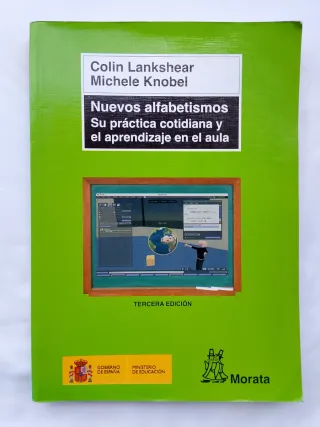 Colin Lankshear
Michele Knobel
Nuevos alfabetismos
Su práctica cotidiana y
el aprendizaje en el aula
TERCERA EDICIÓN
GOBIERNO
DE ESPAÑA
MINISTERIO
DE EDUCACIÓN
Morata